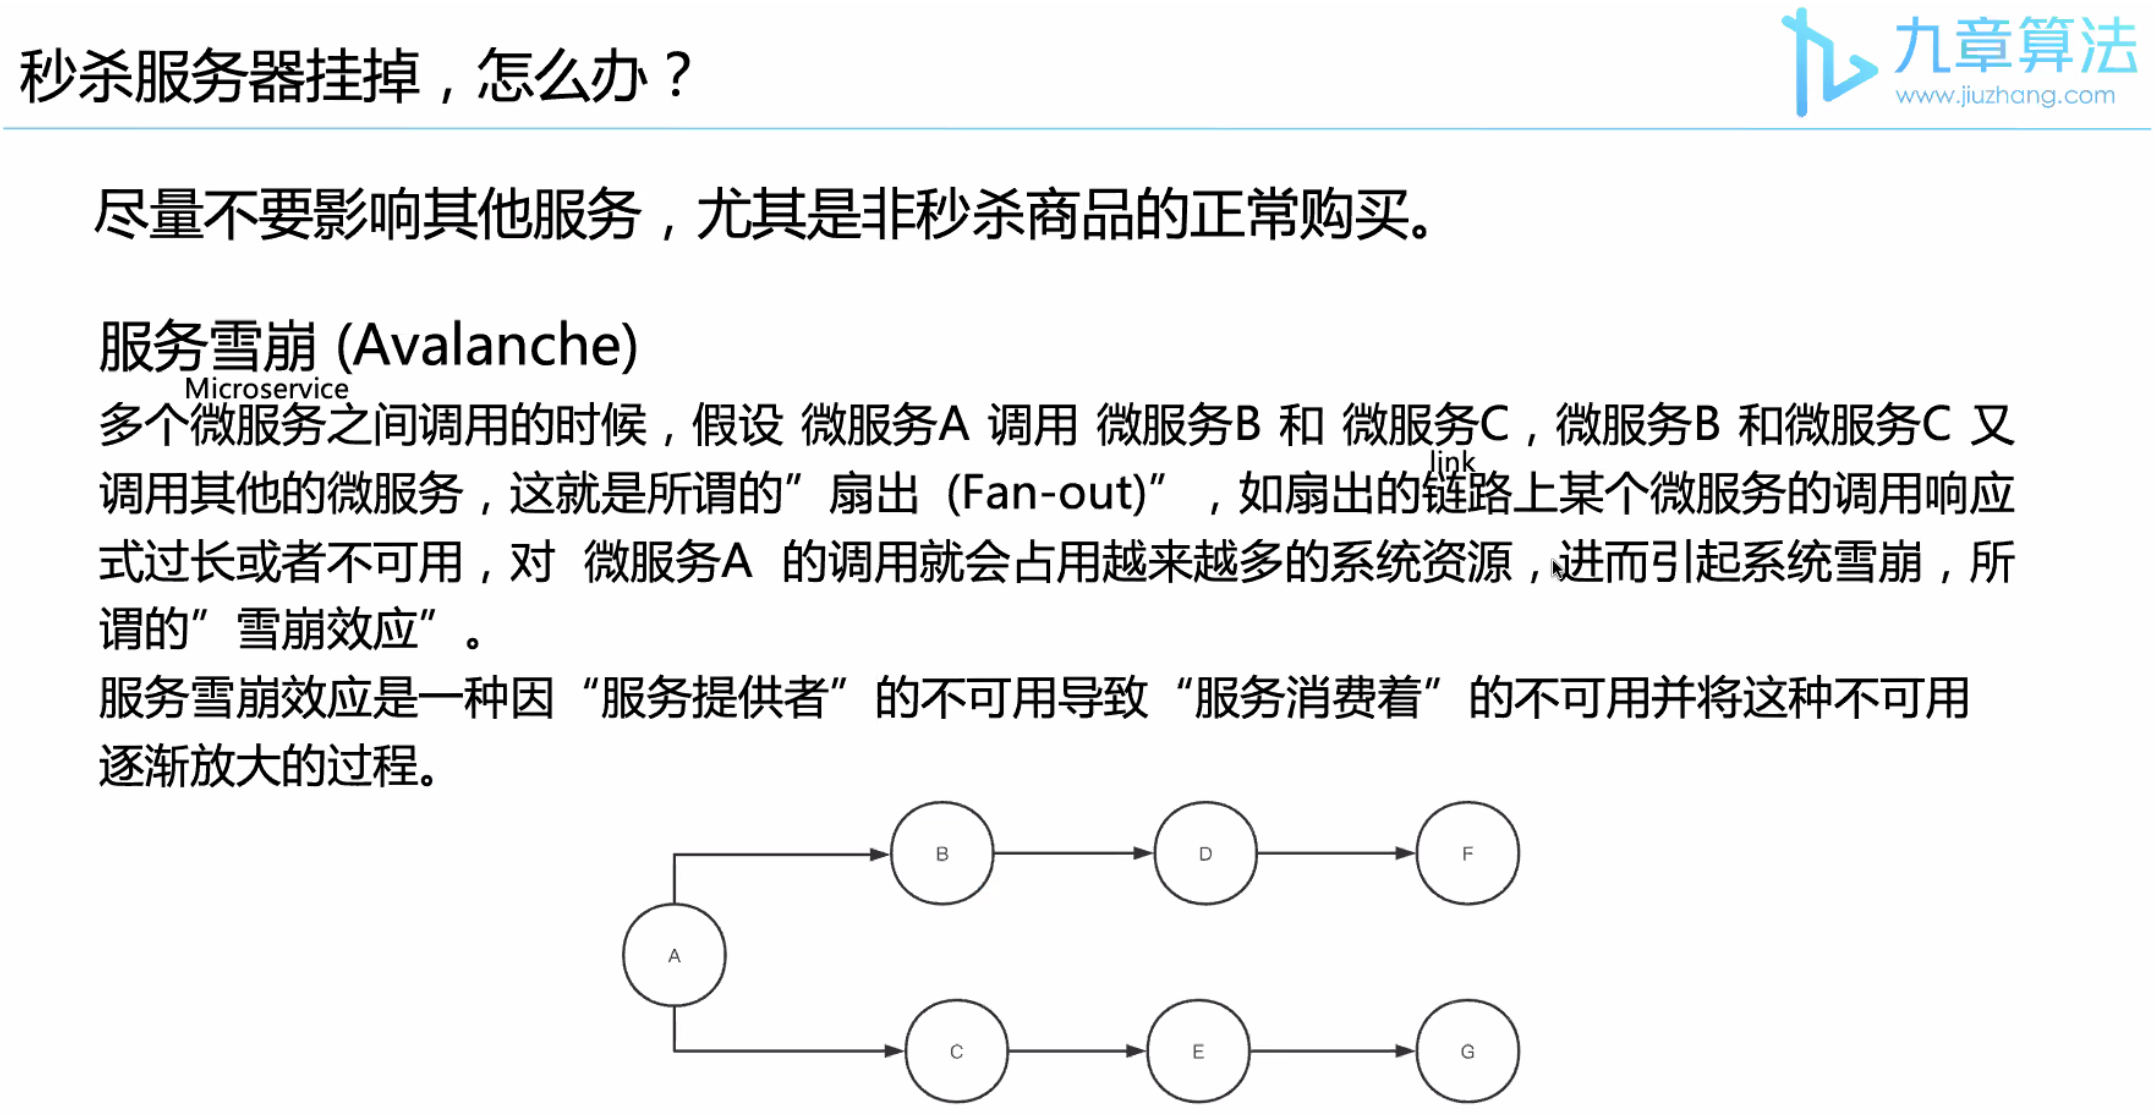 秒杀服务器挂掉，怎么办？
九章算法
www.jiuzhang.com
尽量不要影响其他服务，尤其是非秒杀商品的正常购买。
服务雪崩 (Avalanche)
Microservice
多个微服务之间调用的时候，假设 微服务A 调用 微服务B 和 微服务C，微服务B 和微服务C 又
link
调用其他的微服务，这就是所谓的”扇出 (Fan-out)”，如扇出的链路上某个微服务的调用响应
式过长或者不可用，对 微服务A 的调用就会占用越来越多的系统资源，进而引起系统雪崩，所
谓的”雪崩效应”。
服务雪崩效应是一种因“服务提供者”的不可用导致“服务消费着”的不可用并将这种不可用
逐渐放大的过程。
B
D
F
A
C
E
G